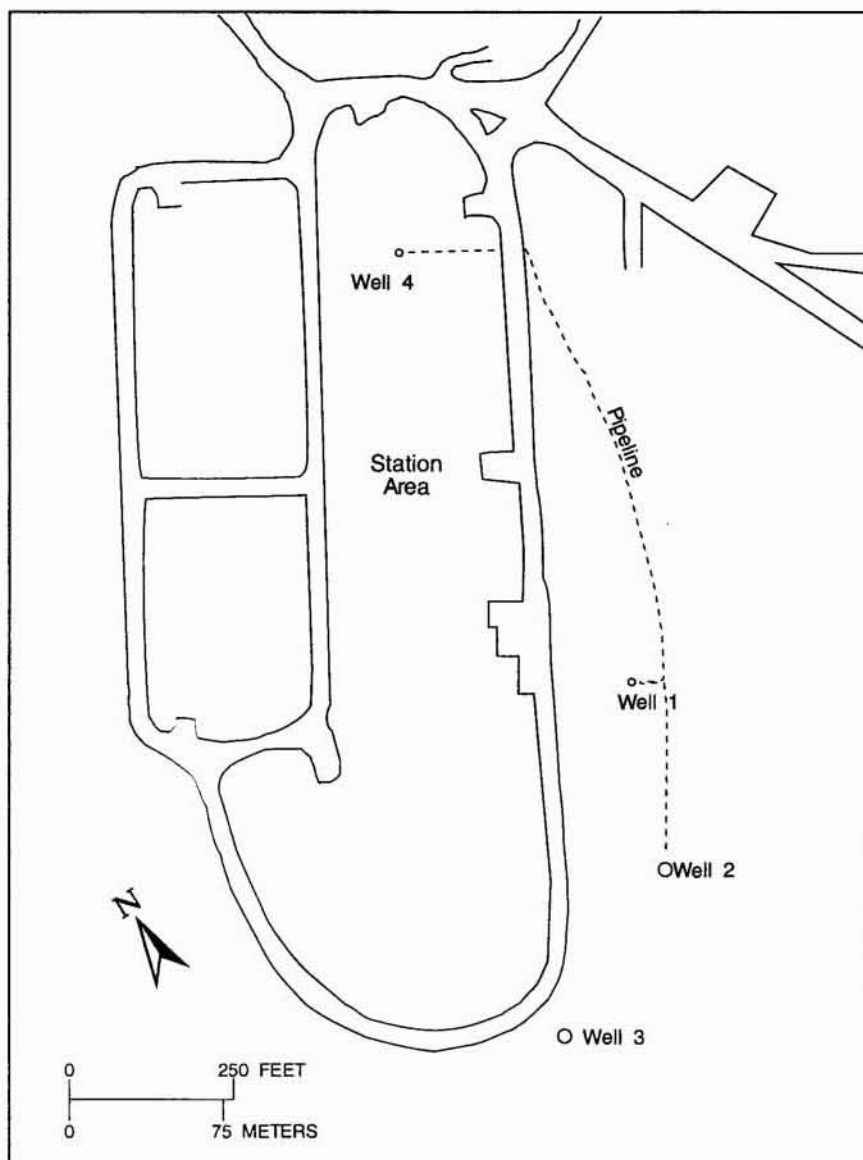 Well 4
Pipeline
Station
Area
Well 1
Well 2
N
Well 3
0 250 FEET
0 75 METERS